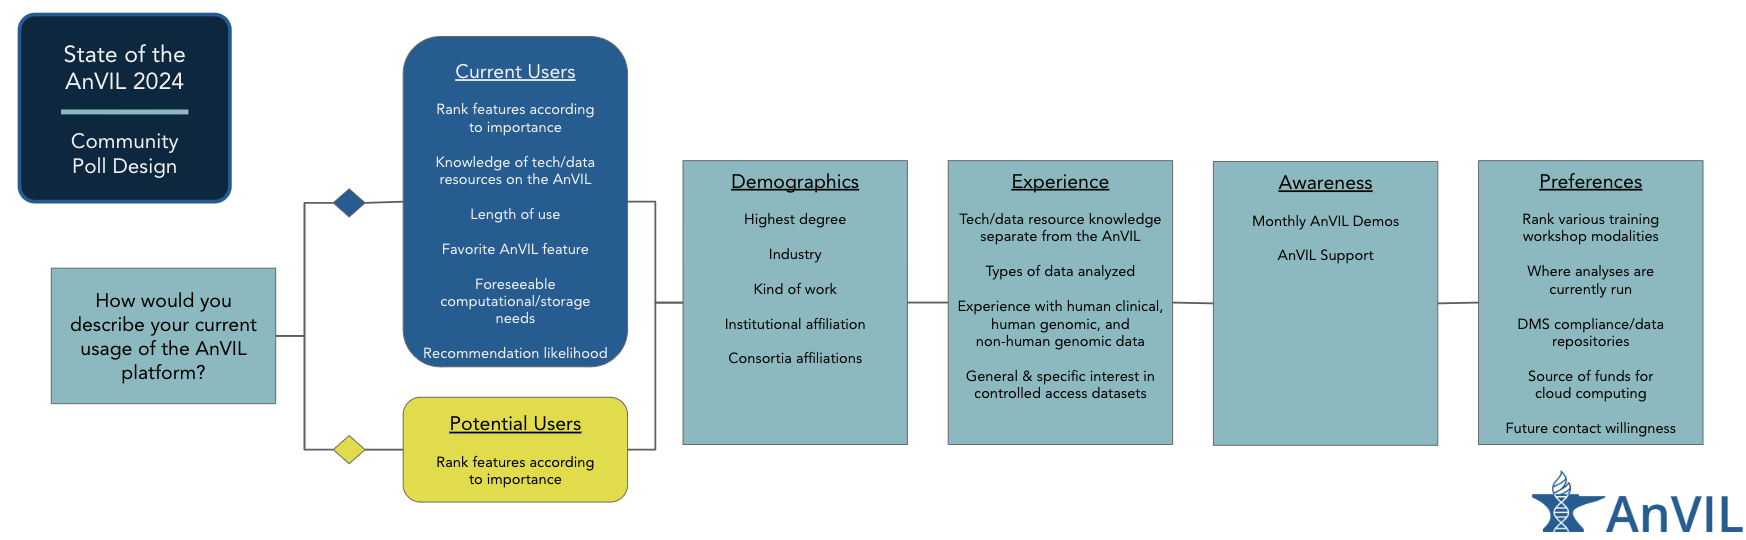 State of the
AnVIL 2024
Community
Poll Design
How would you
describe your current
usage of the AnVIL
platform?
Current Users
Rank features according
to importance
Knowledge of tech/data
resources on the AnVIL
Length of use
Favorite AnVIL feature
Foreseeable
computational/storage
needs
Recommendation likelihood
Potential Users
Rank features according
to importance
Demographics
Highest degree
Industry
Kind of work
Institutional affiliation
Consortia affiliations
Experience
Tech/data resource knowledge
separate from the AnVIL
Types of data analyzed
Experience with human clinical,
human genomic, and
non-human genomic data
General & specific interest in
controlled access datasets
Awareness
Monthly AnVIL Demos
AnVIL Support
Preferences
Rank various training
workshop modalities
Where analyses are
currently run
DMS compliance/data
repositories
Source of funds for
cloud computing
Future contact willingness
AnVIL